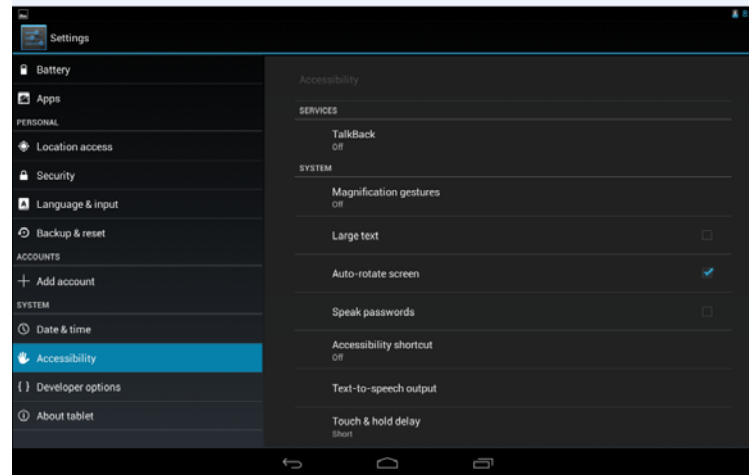 Settings
Battery
Apps
PERSONAL
Location access
Security
Language & input
Backup & reset
ACCOUNTS
Add account
SYSTEM
Date & time
Accessibility
{ } Developer options
About tablet
Accessibility
SERVICES
TalkBack
Off
SYSTEM
Magnification gestures
Off
Large text
Auto-rotate screen
Speak passwords
Accessibility shortcut
Off
Text-to-speech output
Touch & hold delay
Short